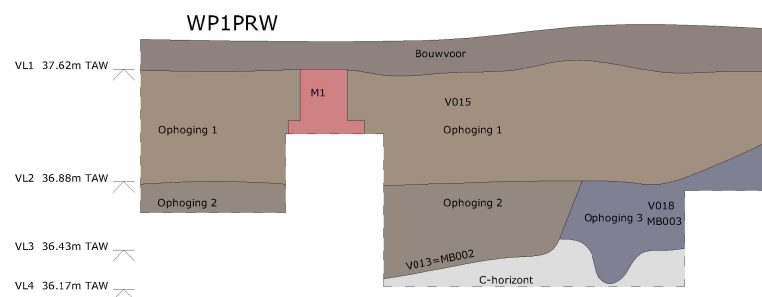 WP1PRW
Bouwvoor
VL1 37.62m TAW
M1
V015
Ophoging 1
Ophoging 1
VL2 36.88m TAW
Ophoging 2
Ophoging 2
V018
Ophoging 3
MB003
VL3 36.43m TAW
V013=MB002
C-horizont
VL4 36.17m TAW